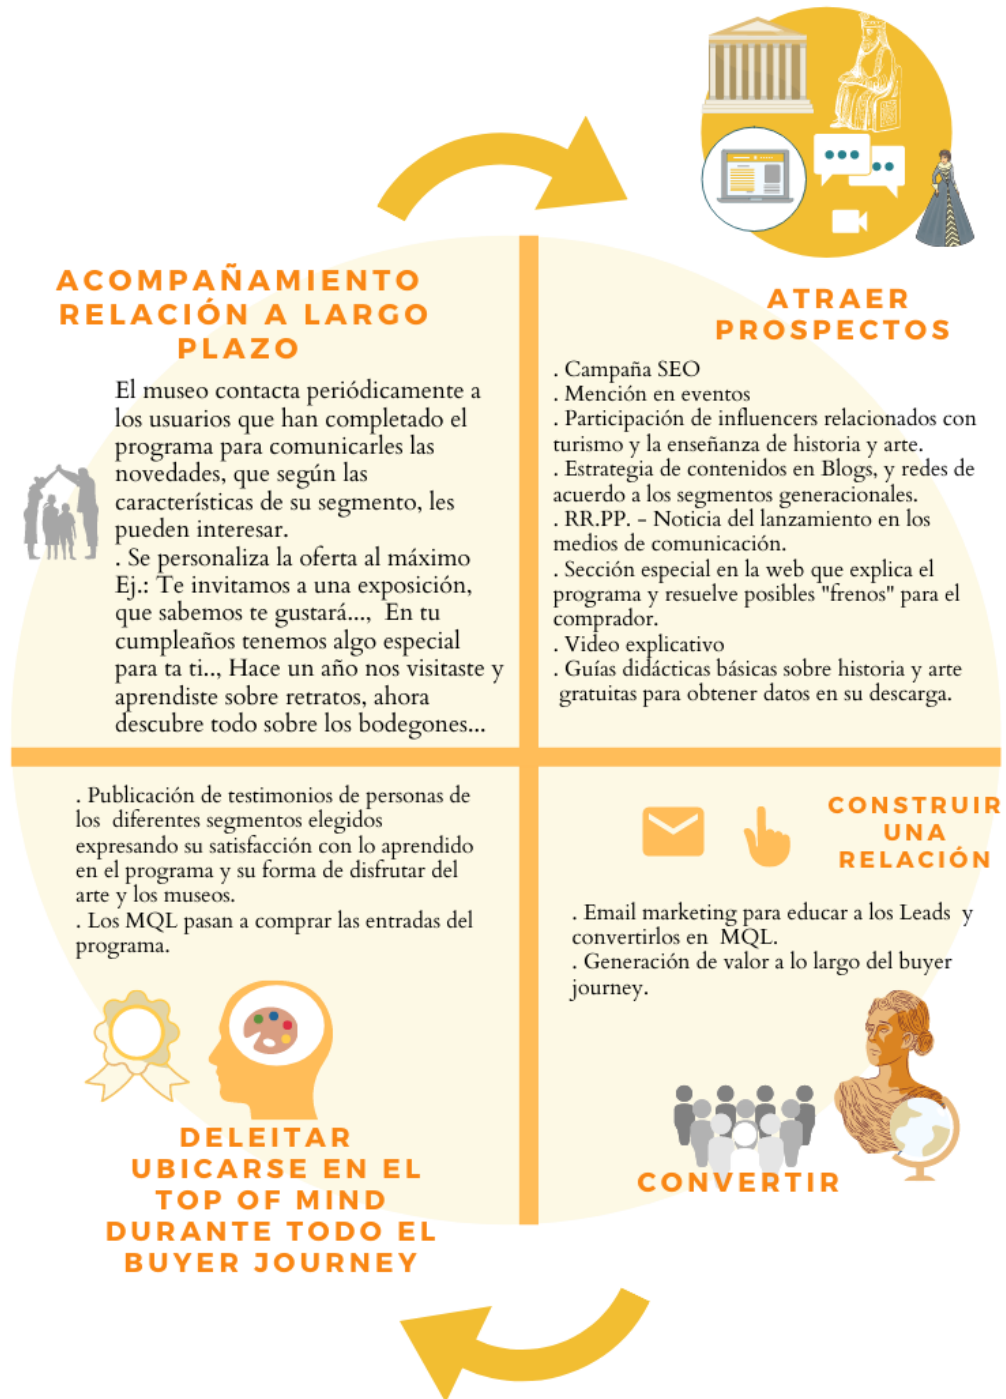 ACOMPAÑAMIENTO
RELACIÓN A LARGO
PLAZO
El museo contacta periódicamente a
los usuarios que han completado el
programa para comunicarles las
novedades, que según las
características de su segmento, les
pueden interesar.
. Se personaliza la oferta al máximo
Ej.: Te invitamos a una exposición,
que sabemos te gustará..., En tu
cumpleaños tenemos algo especial
para ta ti.., Hace un año nos visitaste y
aprendiste sobre retratos, ahora
descubre todo sobre los bodegones...
ATRAER
PROSPECTOS
. Campaña SEO
. Mención en eventos
. Participación de influencers relacionados con
turismo y la enseñanza de historia y arte.
. Estrategia de contenidos en Blogs, y redes de
acuerdo a los segmentos generacionales.
. RR.PP. - Noticia del lanzamiento en los
medios de comunicación.
. Sección especial en la web que explica el
programa y resuelve posibles "frenos" para el
comprador.
. Video explicativo
. Guías didácticas básicas sobre historia y arte
gratuitas para obtener datos en su descarga.
. Publicación de testimonios de personas de
los diferentes segmentos elegidos
expresando su satisfacción con lo aprendido
en el programa y su forma de disfrutar del
arte y los museos.
. Los MQL pasan a comprar las entradas del
programa.
DELEITAR
UBICARSE EN EL
TOP OF MIND
DURANTE TODO EL
BUYER JOURNEY
CONSTRUIR
UNA
RELACIÓN
. Email marketing para educar a los Leads y
convertirlos en MQL.
. Generación de valor a lo largo del buyer
journey.
CONVERTIR